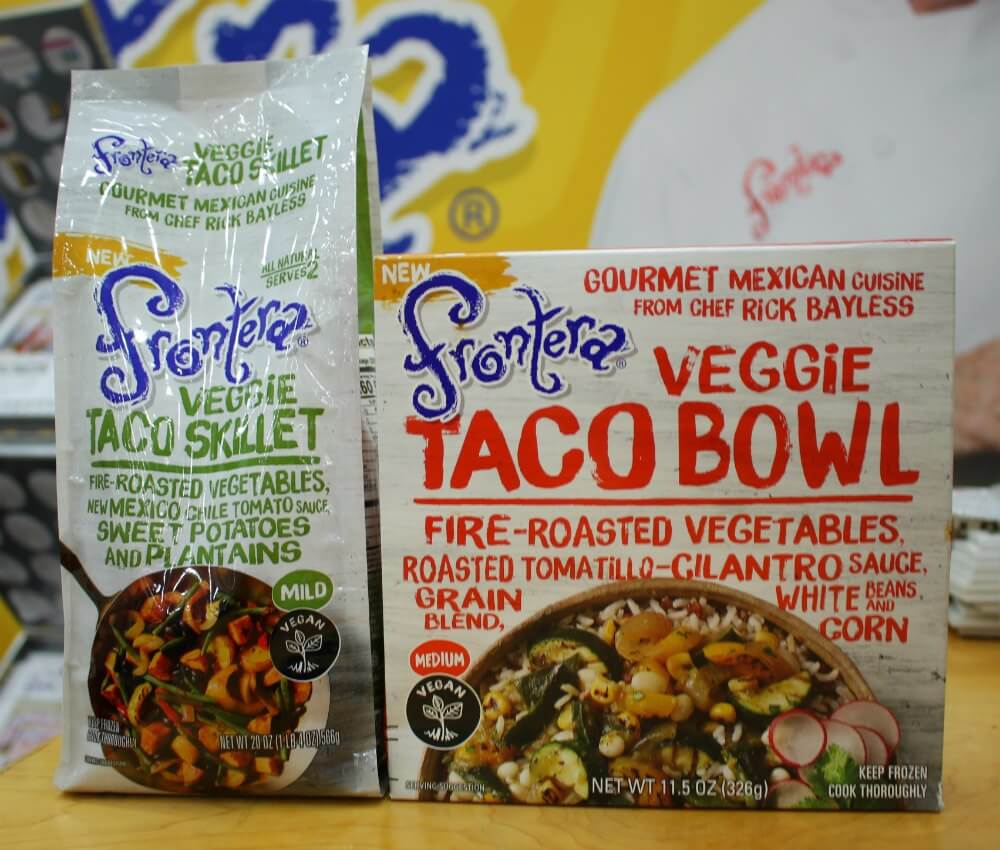 Frontera
VEGGIE
TACO SKILLET
GOURMET MEXICAN CUISINE
FROM CHEF RICK BAYLESS
NEW
ALL NATURAL
SERVES 2
frontera®
VEGGIE
TACO SKILLET
FIRE-ROASTED VEGETABLES,
NEW MEXICO CHILE TOMATO SAUCE,
SWEET POTATOES
AND PLANTAINS
MILD
VEGAN
KEEP FROZEN
COOK THOROUGHLY
NET WT 20 OZ (1 LB 4 OZ) 566g
NEW
GOURMET MEXICAN CUISINE
FROM CHEF RICK BAYLESS
frontera®
VEGGIE
TACO BOWL
FIRE-ROASTED VEGETABLES,
ROASTED TOMATILLO-CILANTRO SAUCE,
GRAIN
BLEND,
WHITE BEANS, AND
CORN
MEDIUM
VEGAN
SERVING SUGGESTION
NET WT 11.5 OZ (326g)
KEEP FROZEN
COOK THOROUGHLY
®
frontera